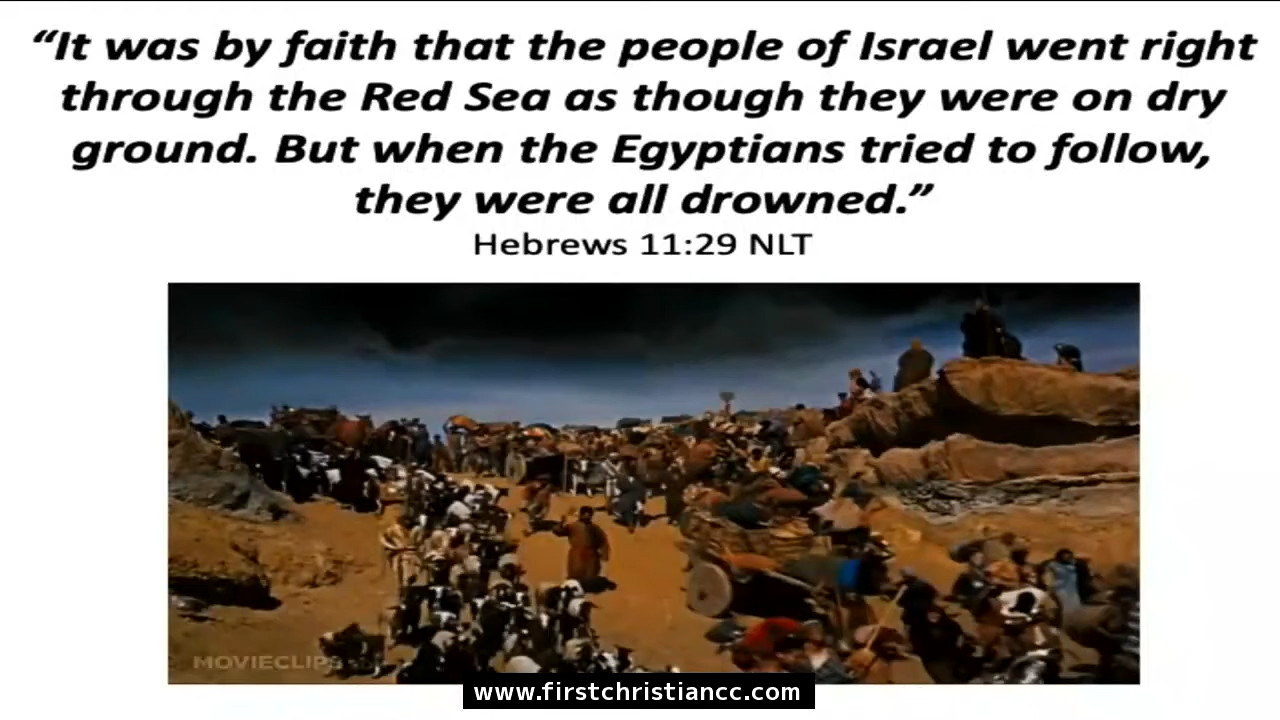 “It was by faith that the people of Israel went right
through the Red Sea as though they were on dry
ground. But when the Egyptians tried to follow,
they were all drowned.”
Hebrews 11:29 NLT
MOVIECLIPS
www.firstchristiancc.com